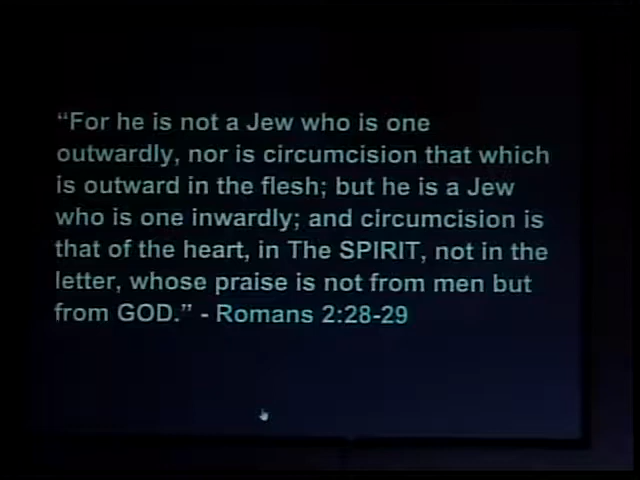 “For he is not a Jew who is one
outwardly, nor is circumcision that which
is outward in the flesh; but he is a Jew
who is one inwardly; and circumcision is
that of the heart, in The SPIRIT, not in the
letter, whose praise is not from men but
from GOD.” - Romans 2:28-29